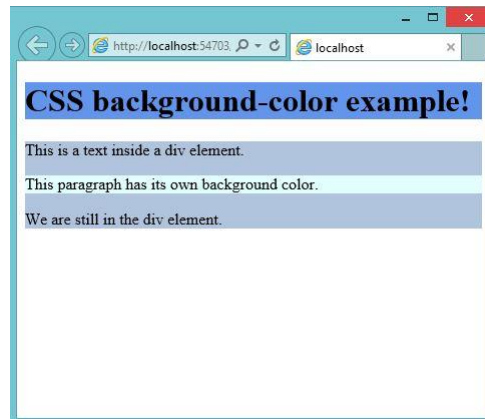 http://localhost:54703,
localhost
CSS background-color example!
This is a text inside a div element.
This paragraph has its own background color.
We are still in the div element.